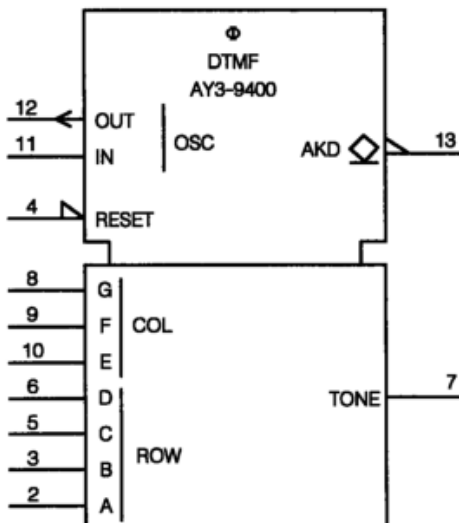 Φ
DTMF
AY3-9400
12 OUT
11 IN OSC
AKD 13
4 RESET
8 G
9 F COL
10 E
6 D TONE 7
5 C
3 B ROW
2 A